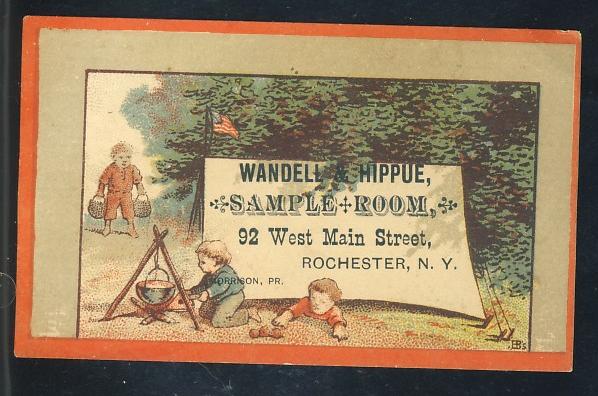 WANDELL & HIPPUE,
SAMPLE ROOM,
92 West Main Street,
ROCHESTER, N. Y.
MORRISON, PR.